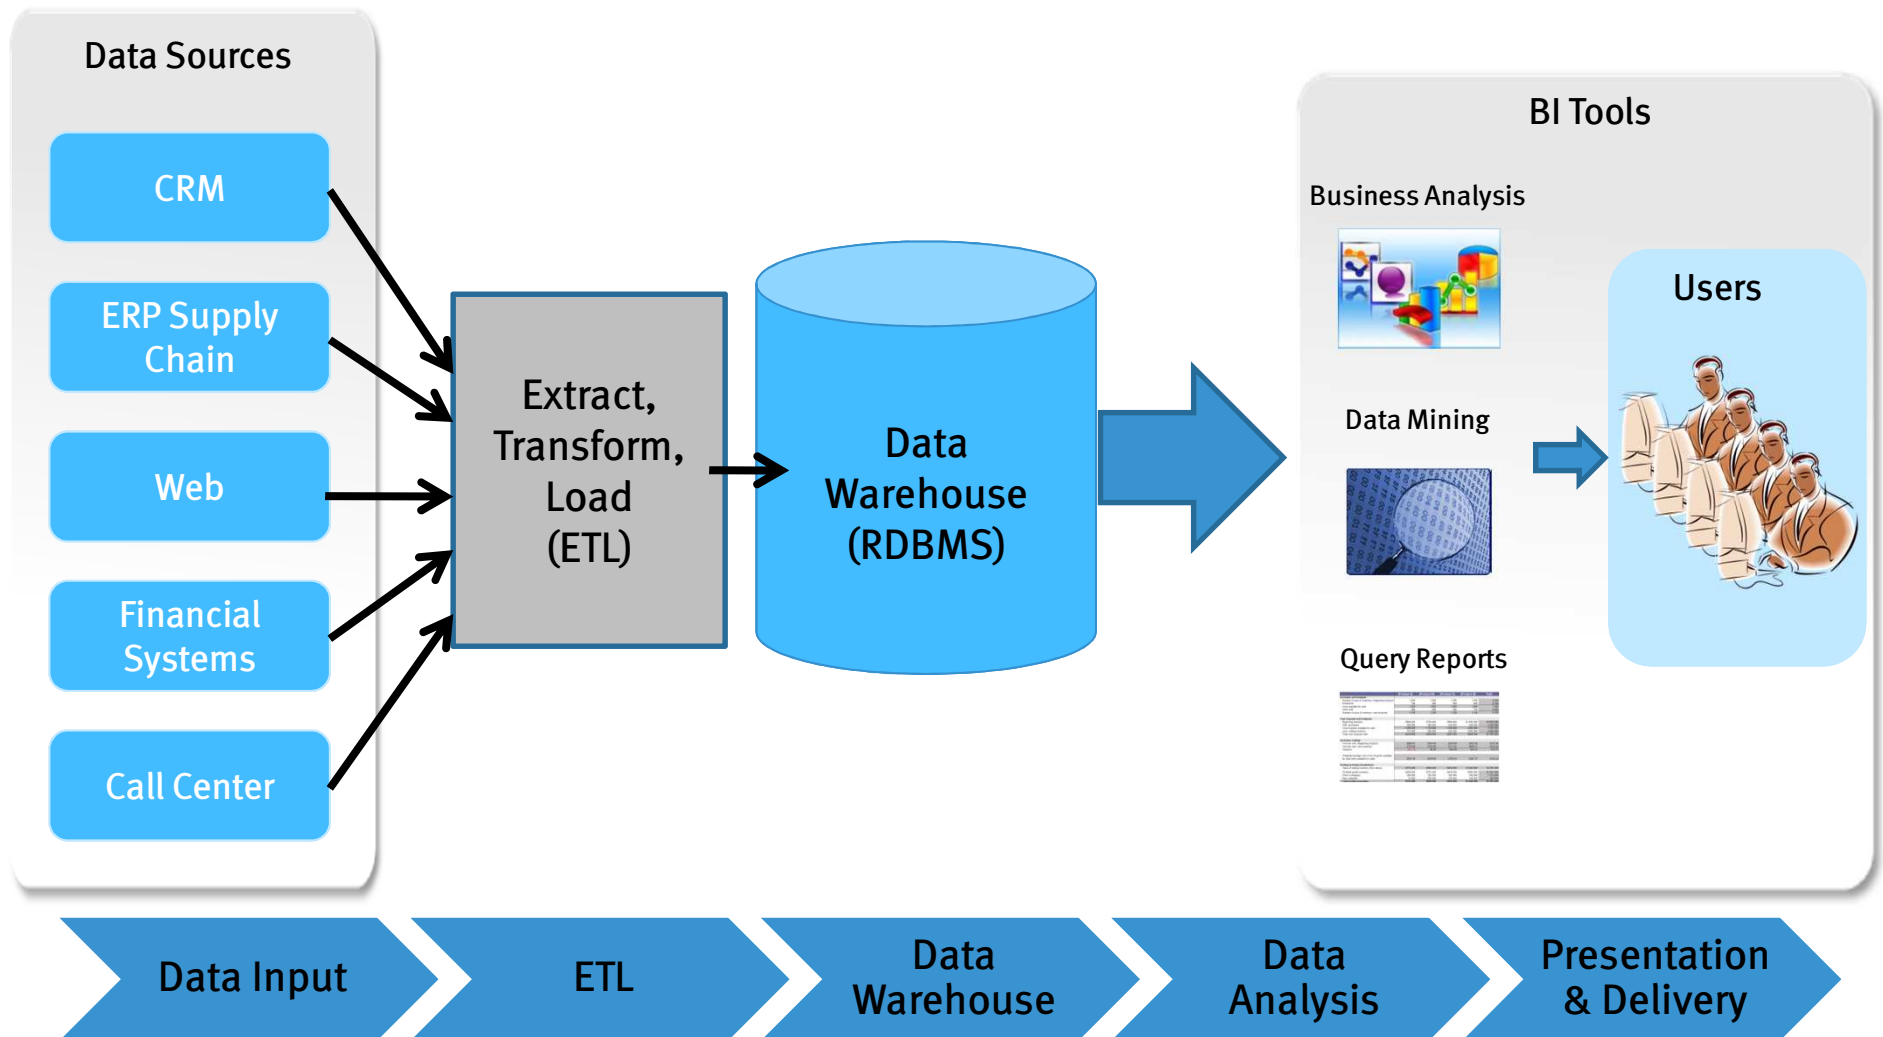 Data Sources
CRM
ERP Supply
Chain
Web
Financial
Systems
Call Center
Extract,
Transform,
Load
(ETL)
Data
Warehouse
(RDBMS)
BI Tools
Business Analysis
Data Mining
Query Reports
Users
Data Input
ETL
Data
Warehouse
Data
Analysis
Presentation
& Delivery